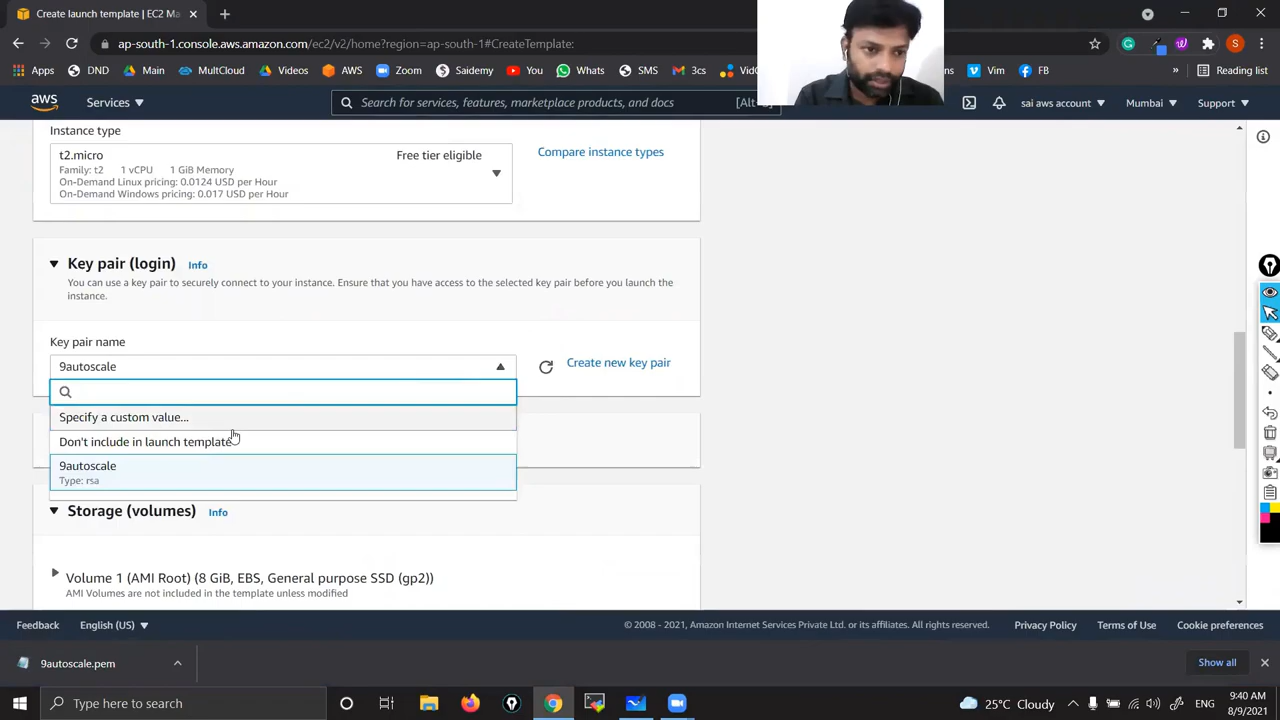 Create launch template | EC2 Ma
ap-south-1.console.aws.amazon.com/ec2/v2/home?region=ap-south-1#CreateTemplate:
S
Apps
DND
Main
Videos
AWS
Zoom
Savefrom
You
Whats
SMS
3cs
VidD
Vim
FB
»
Reading list
aws
Services
Search for services, features, marketplace products, and docs
[Alt+S]
sai aws account
Mumbai
Support
Instance type
t2.micro
Free tier eligible
Compare instance types
Family: t2 1 vCPU 1 GiB Memory
On-Demand Linux pricing: 0.0124 USD per Hour
On-Demand Windows pricing: 0.017 USD per Hour
Key pair (login)
Info
You can use a key pair to securely connect to your instance. Ensure that you have access to the selected key pair before you launch the
instance.
Key pair name
9autoscale
Create new key pair
Specify a custom value...
Don't include in launch template
9autoscale
Type: rsa
Storage (volumes)
Info
Volume 1 (AMI Root) (8 GiB, EBS, General purpose SSD (gp2))
AMI Volumes are not included in the template unless modified
Feedback
English (US)
© 2008 - 2021, Amazon Internet Services Private Ltd. or its affiliates. All rights reserved.
Privacy Policy
Terms of Use
Cookie preferences
9autoscale.pem
Show all
Type here to search
25°C Cloudy
ENG
9:40 AM
8/9/2021